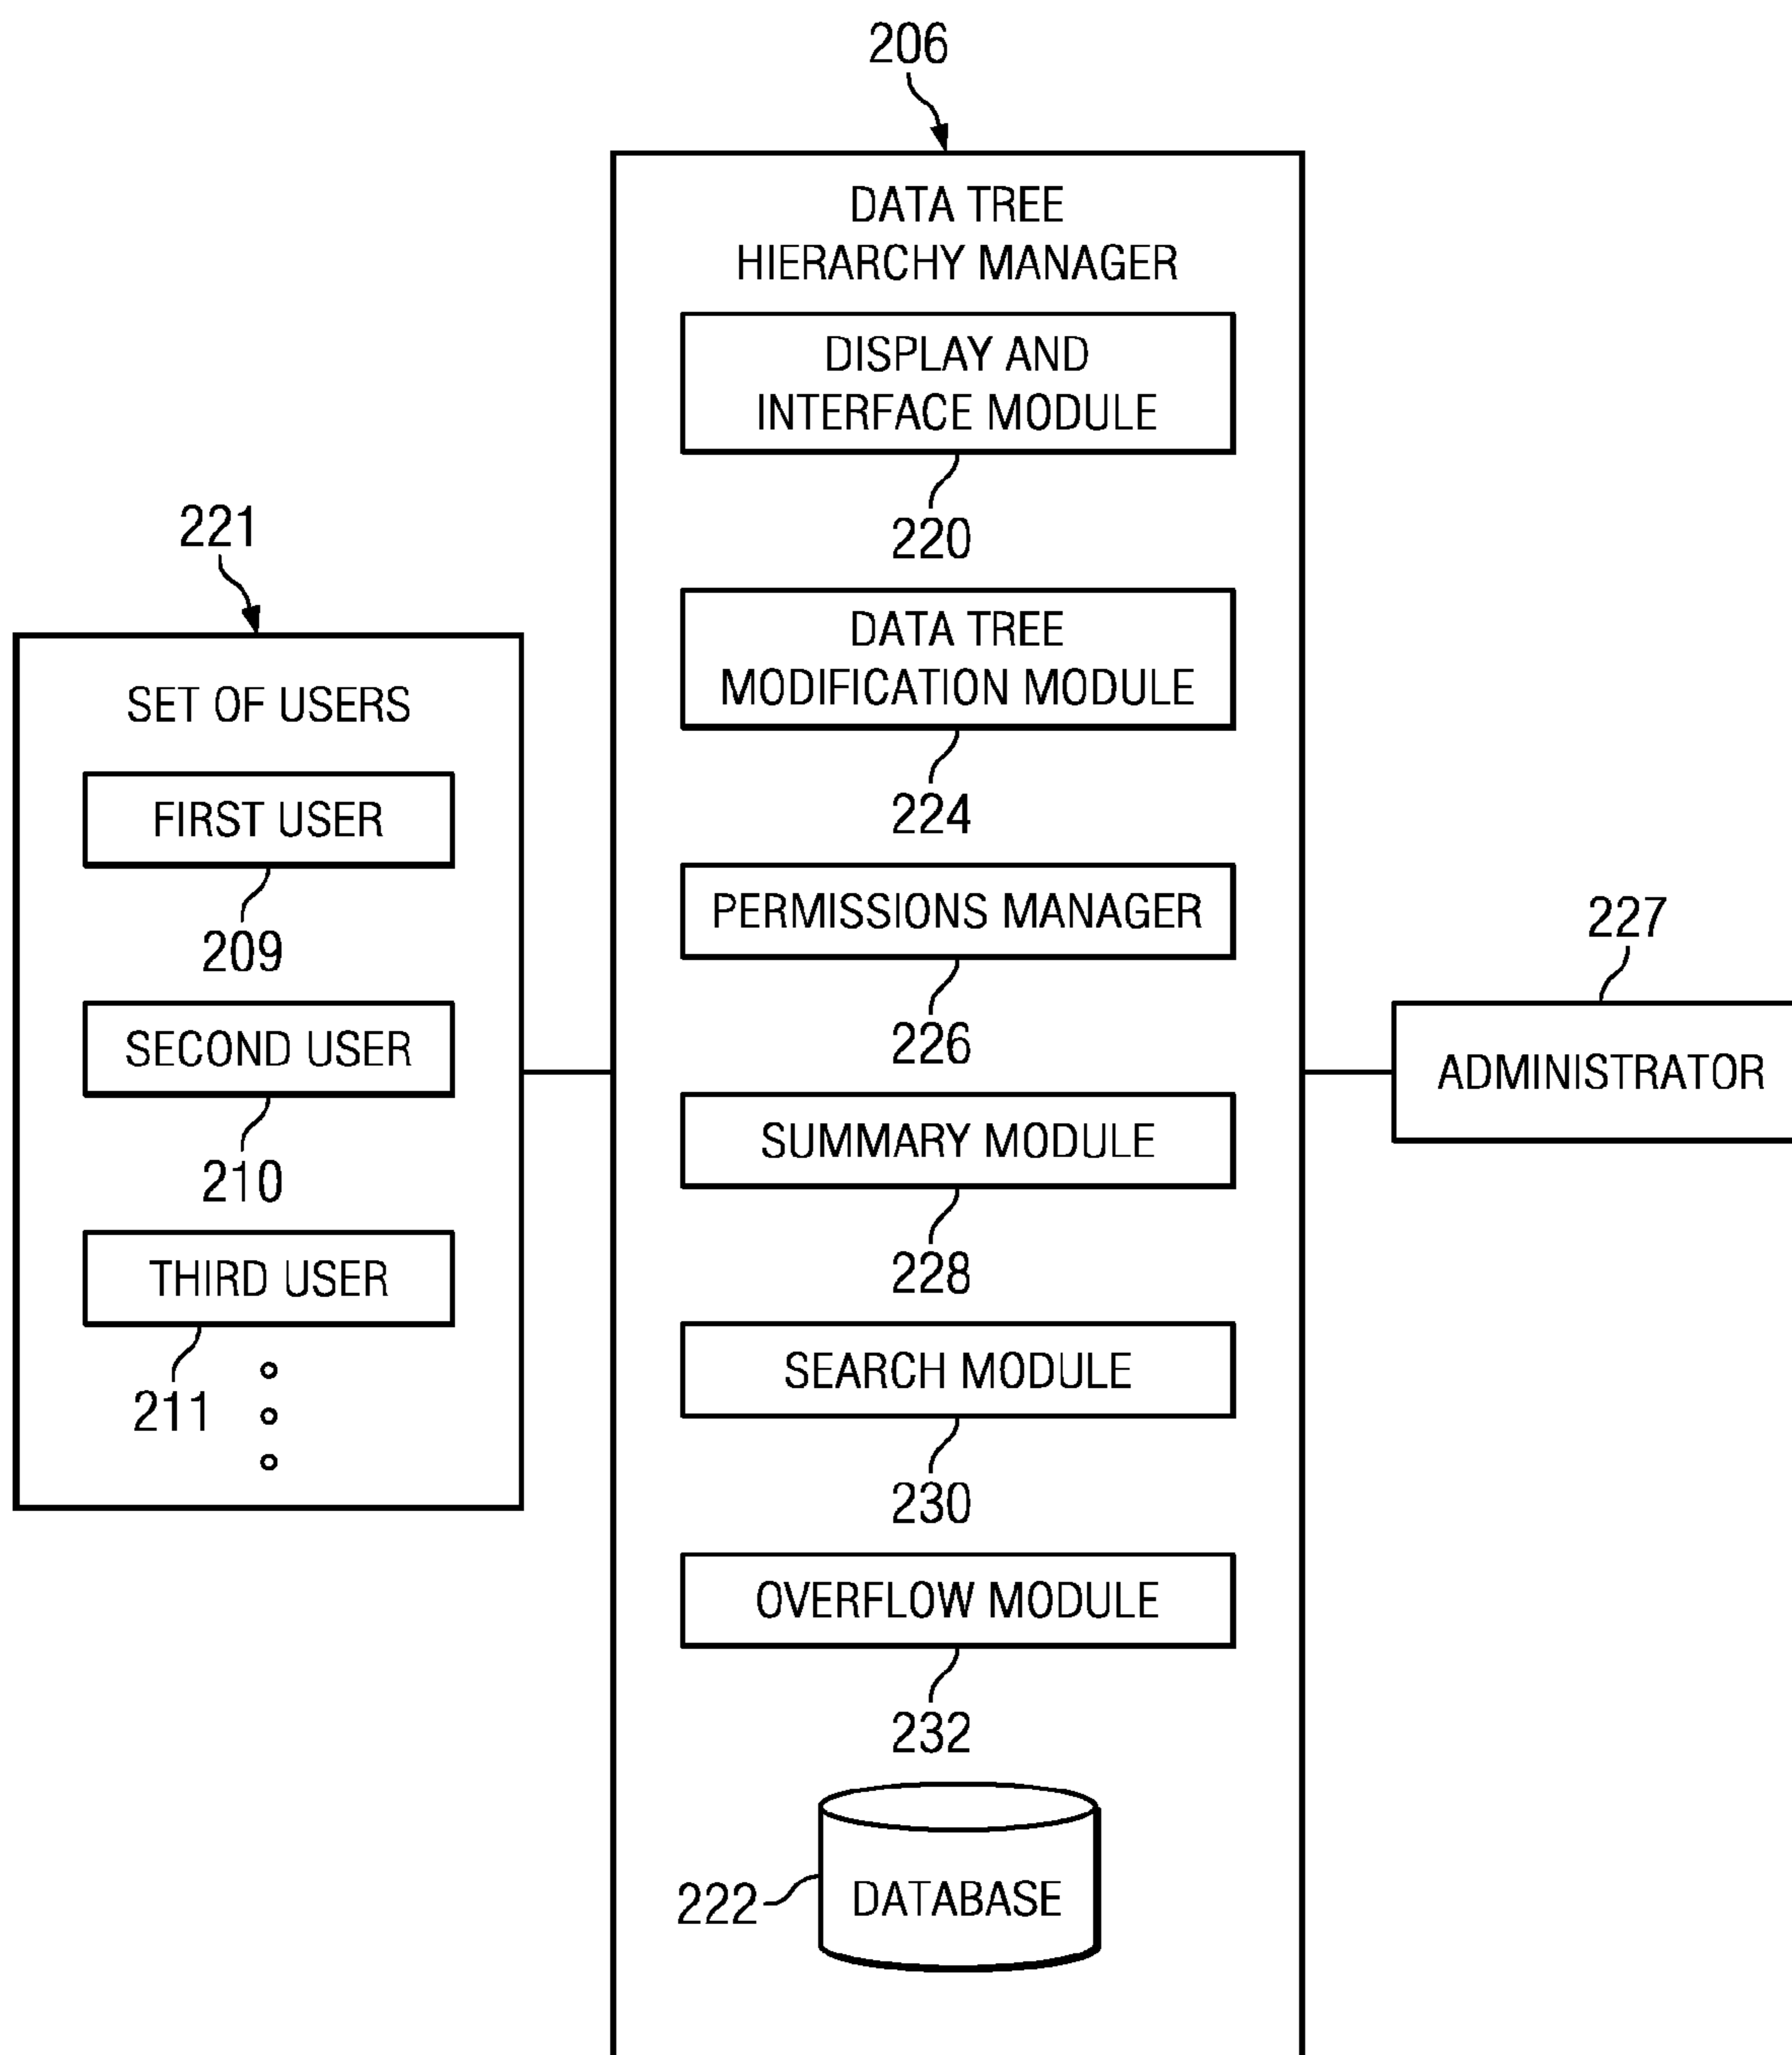 206
DATA TREE
HIERARCHY MANAGER
DISPLAY AND
INTERFACE MODULE
220
DATA TREE
MODIFICATION MODULE
224
PERMISSIONS MANAGER
226
SUMMARY MODULE
228
SEARCH MODULE
230
OVERFLOW MODULE
232
222
DATABASE
221
SET OF USERS
FIRST USER
209
SECOND USER
210
THIRD USER
211
227
ADMINISTRATOR